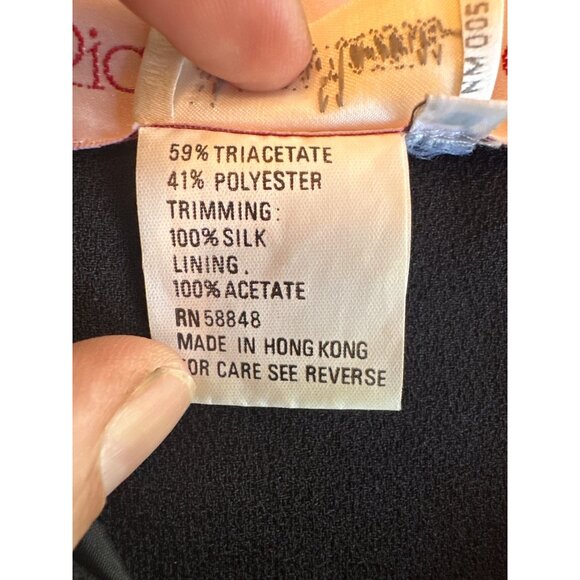 59% TRIACETATE
41% POLYESTER
TRIMMING:
100% SILK
LINING.
100% ACETATE
RN 58848
MADE IN HONG KONG
FOR CARE SEE REVERSE
NM005